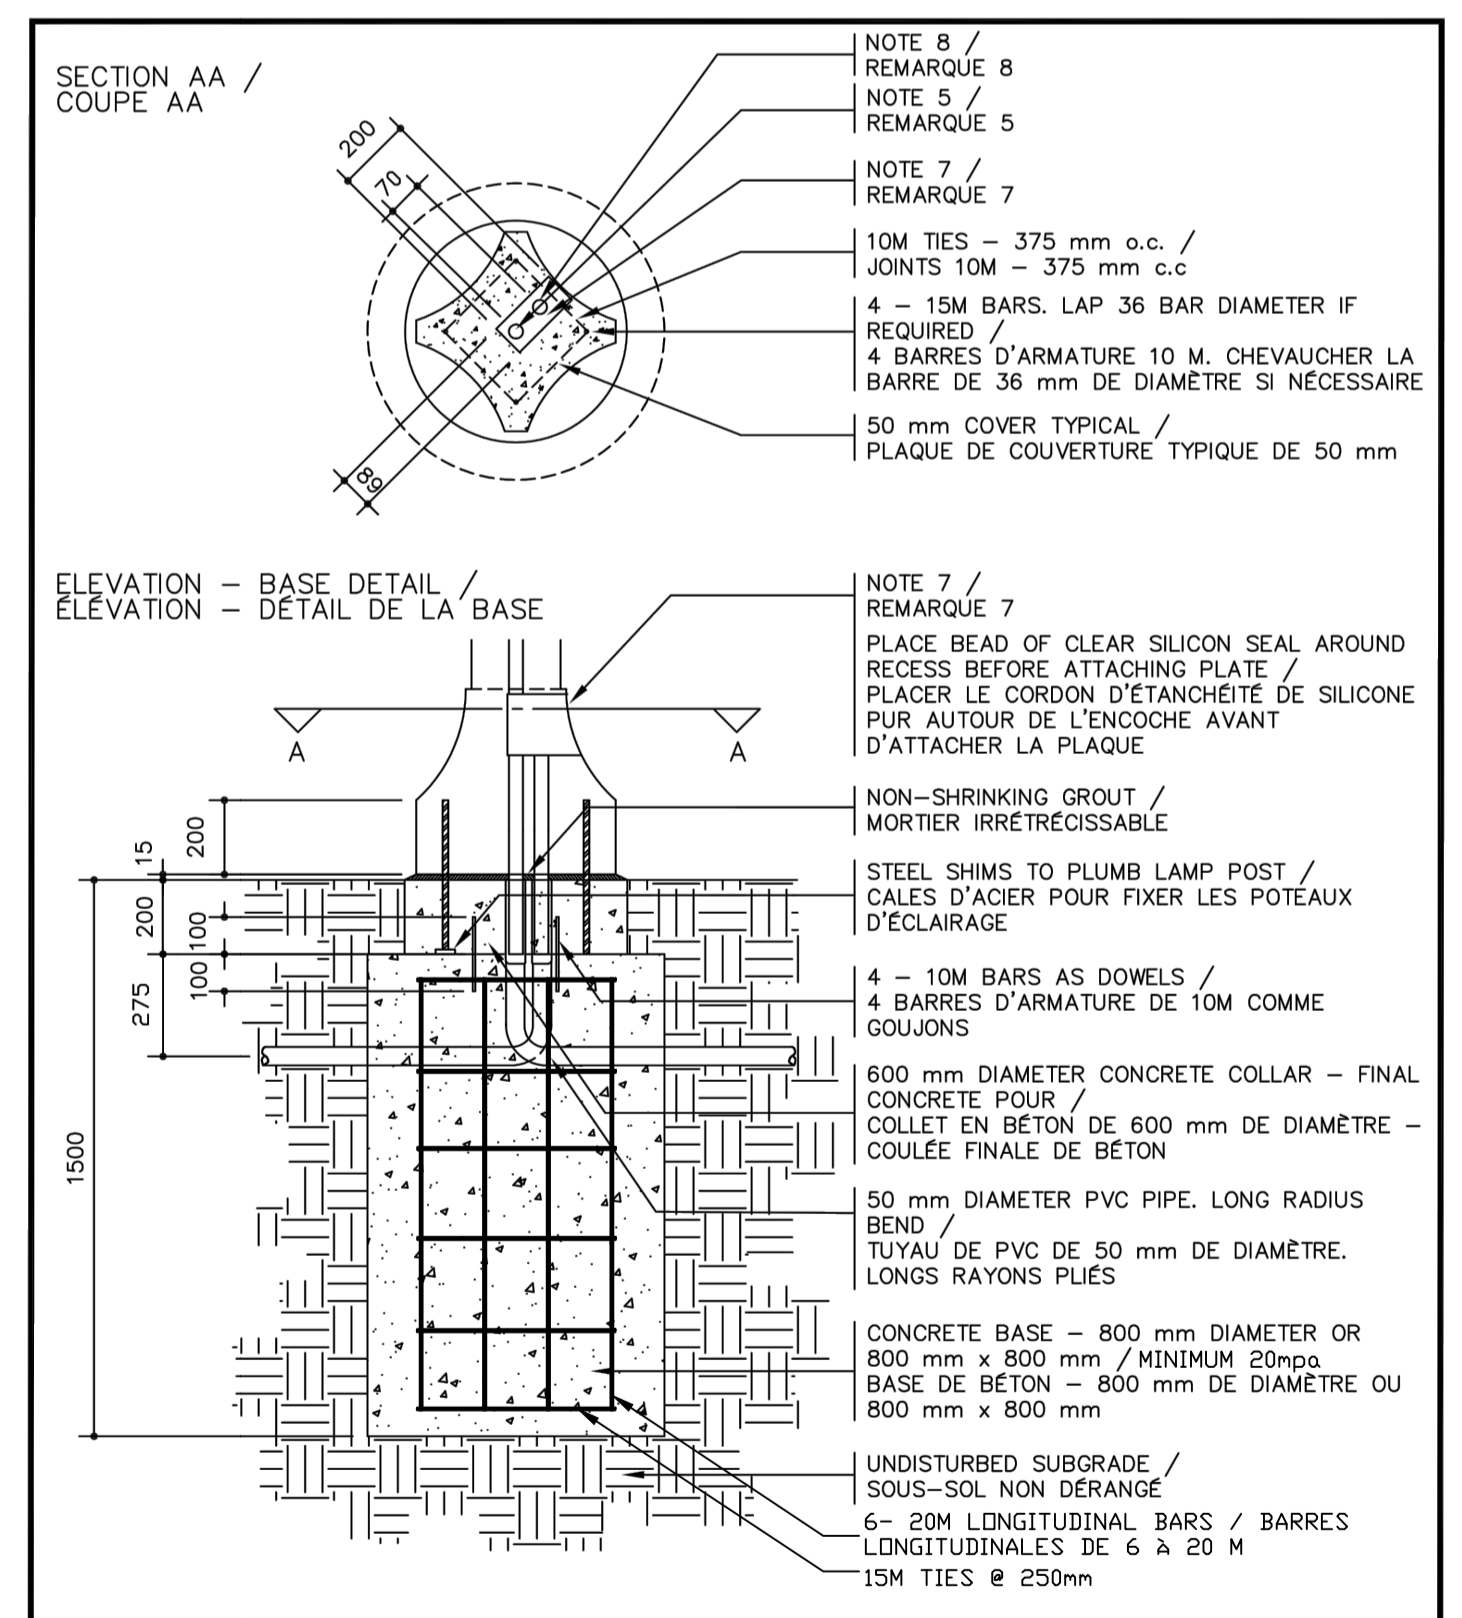 SECTION AA /
COUPE AA
200
70
89
NOTE 8 /
REMARQUE 8
NOTE 5 /
REMARQUE 5
NOTE 7 /
REMARQUE 7
10M TIES – 375 mm o.c. /
JOINTS 10M – 375 mm c.c
4 – 15M BARS. LAP 36 BAR DIAMETER IF
REQUIRED /
4 BARRES D'ARMATURE 10 M. CHEVAUCHER LA
BARRE DE 36 mm DE DIAMÈTRE SI NÉCESSAIRE
50 mm COVER TYPICAL /
PLAQUE DE COUVERTURE TYPIQUE DE 50 mm
ELEVATION – BASE DETAIL /
ÉLÉVATION – DÉTAIL DE LA BASE
A
A
200
15
200
100
100
275
1500
NOTE 7 /
REMARQUE 7
PLACE BEAD OF CLEAR SILICON SEAL AROUND
RECESS BEFORE ATTACHING PLATE /
PLACER LE CORDON D'ÉTANCHÉITÉ DE SILICONE
PUR AUTOUR DE L'ENCOCHE AVANT
D'ATTACHER LA PLAQUE
NON–SHRINKING GROUT /
MORTIER IRRÉTRÉCISSABLE
STEEL SHIMS TO PLUMB LAMP POST /
CALES D'ACIER POUR FIXER LES POTEAUX
D'ÉCLAIRAGE
4 – 10M BARS AS DOWELS /
4 BARRES D'ARMATURE DE 10M COMME
GOUJONS
600 mm DIAMETER CONCRETE COLLAR – FINAL
CONCRETE POUR /
COLLET EN BÉTON DE 600 mm DE DIAMÈTRE –
COULÉE FINALE DE BÉTON
50 mm DIAMETER PVC PIPE. LONG RADIUS
BEND /
TUYAU DE PVC DE 50 mm DE DIAMÈTRE.
LONGS RAYONS PLIÉS
CONCRETE BASE – 800 mm DIAMETER OR
800 mm x 800 mm / MINIMUM 20mpa
BASE DE BÉTON – 800 mm DE DIAMÈTRE OU
800 mm x 800 mm
UNDISTURBED SUBGRADE /
SOUS–SOL NON DÉRANGÉ
6- 20M LONGITUDINAL BARS / BARRES
LONGITUDINALES DE 6 À 20 M
15M TIES @ 250mm